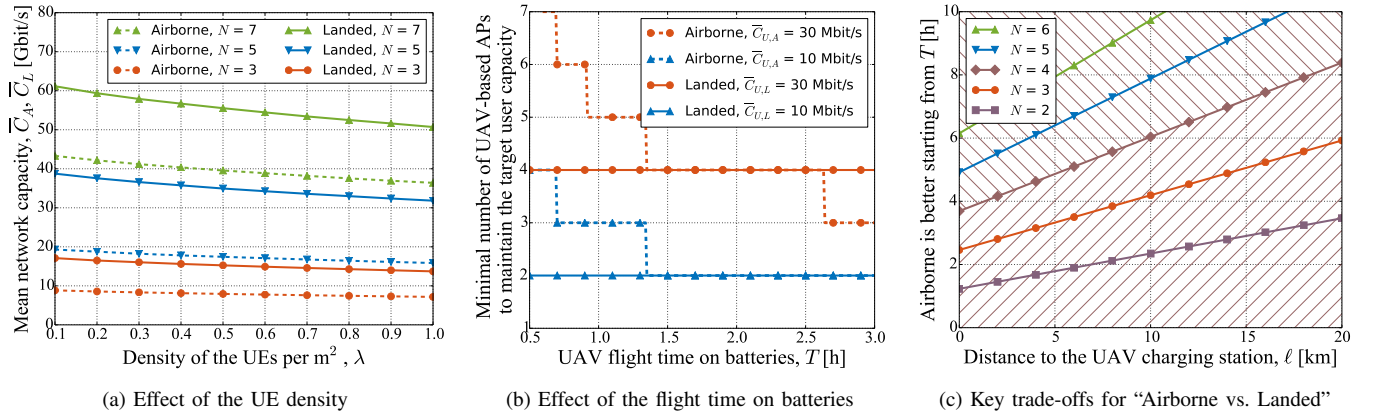 Mean network capacity, C̅_A, C̅_L [Gbit/s]
80
70
60
50
40
30
20
10
0
Airborne, N = 7
Airborne, N = 5
Airborne, N = 3
Landed, N = 7
Landed, N = 5
Landed, N = 3
0.1 0.2 0.3 0.4 0.5 0.6 0.7 0.8 0.9 1.0
Density of the UEs per m², λ
(a) Effect of the UE density
Minimal number of UAV-based APs
to maintain the target user capacity
7
6
5
4
3
2
1
Airborne, C̅_{U,A} = 30 Mbit/s
Airborne, C̅_{U,A} = 10 Mbit/s
Landed, C̅_{U,L} = 30 Mbit/s
Landed, C̅_{U,L} = 10 Mbit/s
0.5 1.0 1.5 2.0 2.5 3.0
UAV flight time on batteries, T [h]
(b) Effect of the flight time on batteries
Airborne is better starting from T [h]
10
8
6
4
2
0
N = 6
N = 5
N = 4
N = 3
N = 2
0 5 10 15 20
Distance to the UAV charging station, ℓ [km]
(c) Key trade-offs for “Airborne vs. Landed”